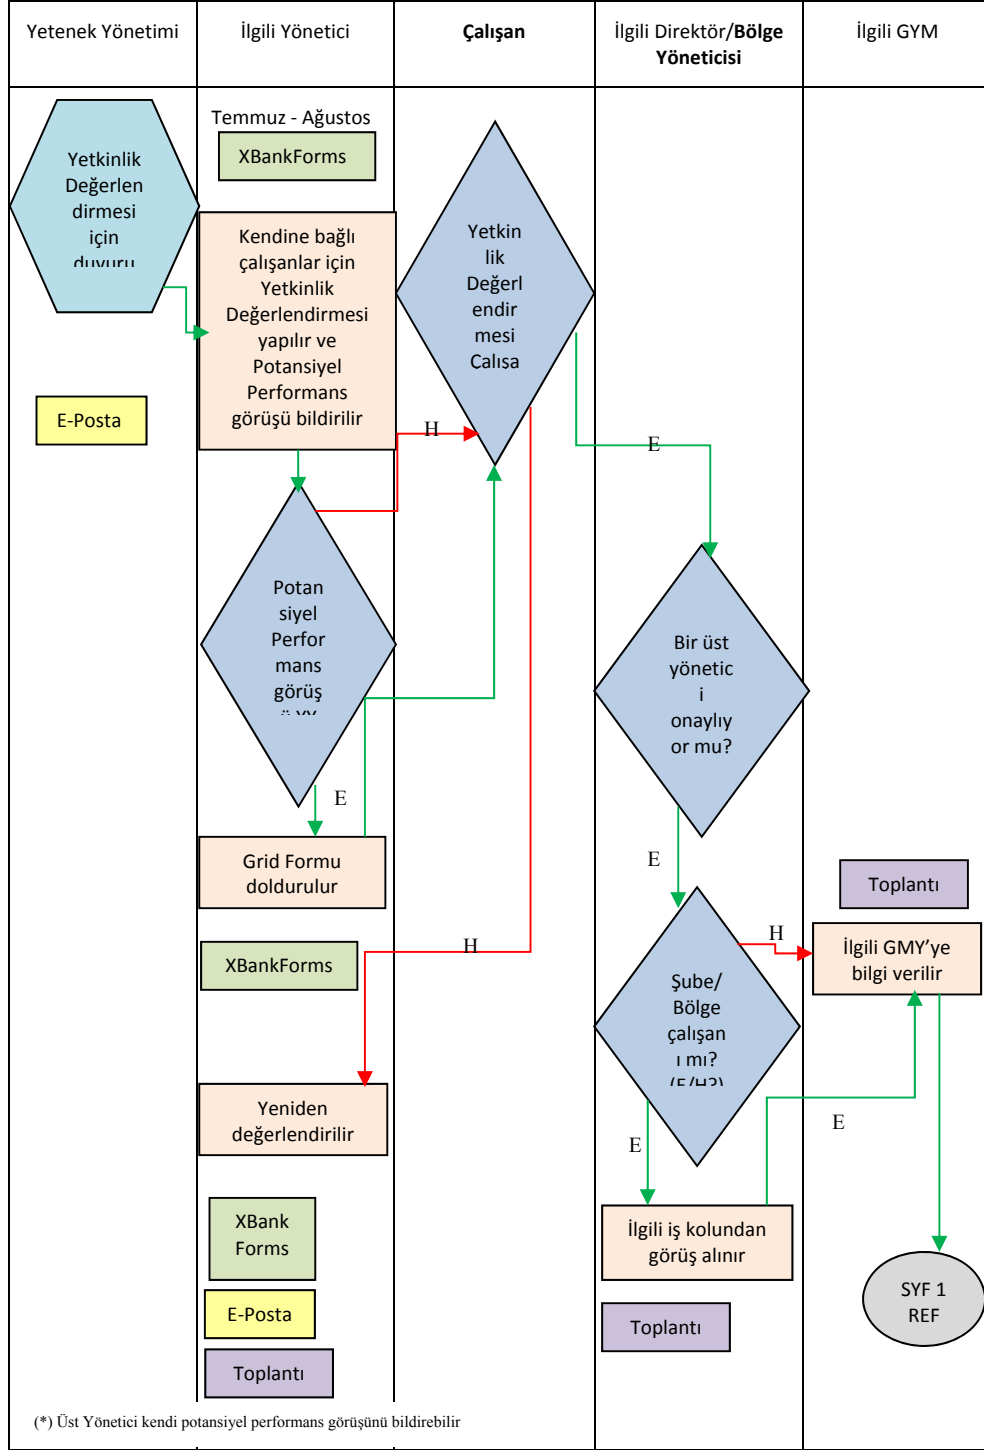 Yetenek Yönetimi
İlgili Yönetici
Çalışan
İlgili Direktör/Bölge
Yöneticisi
İlgili GYM
Yetkinlik
Değerlen
dirmesi
için
duyuru
E-Posta
Temmuz - Ağustos
XBankForms
Kendine bağlı
çalışanlar için
Yetkinlik
Değerlendirmesi
yapılır ve
Potansiyel
Performans
görüşü bildirilir
H
Potan
siyel
Perfor
mans
görüş
E
Grid Formu
doldurulur
XBankForms
Yeniden
değerlendirilir
XBank
Forms
E-Posta
Toplantı
Yetkin
lik
Değerl
endir
mesi
Çalışa
H
E
Bir üst
yönetic
i
onaylıy
or mu?
E
Şube/
Bölge
çalışan
ı mı?
(E/H?)
H
E
E
İlgili iş kolundan
görüş alınır
Toplantı
Toplantı
İlgili GMY'ye
bilgi verilir
SYF 1
REF
(*) Üst Yönetici kendi potansiyel performans görüşünü bildirebilir